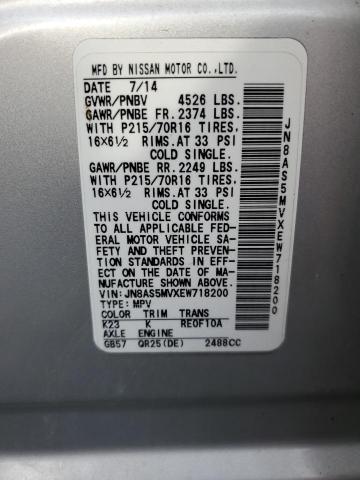 MFD BY NISSAN MOTOR CO.,LTD.
DATE 7/14
GVWR/PNBV 4526 LBS.
GAWR/PNBE FR. 2374 LBS.
WITH P215/70R16 TIRES.
16X6½ RIMS.AT 33 PSI
COLD SINGLE.
GAWR/PNBE RR. 2249 LBS.
WITH P215/70R16 TIRES.
16X6½ RIMS.AT 33 PSI
COLD SINGLE.
THIS VEHICLE CONFORMS
TO ALL APPLICABLE FED-
ERAL MOTOR VEHICLE SA-
FETY AND THEFT PREVEN-
TION STANDARDS IN EFF-
ECT ON THE DATE OF MA-
NUFACTURE SHOWN ABOVE.
VIN: JN8AS5MVXEW718200
TYPE: MPV
COLOR TRIM TRANS
K23 K RE0F10A
AXLE ENGINE
GB57 QR25(DE) 2488CC
JN8AS5MVXEW718200